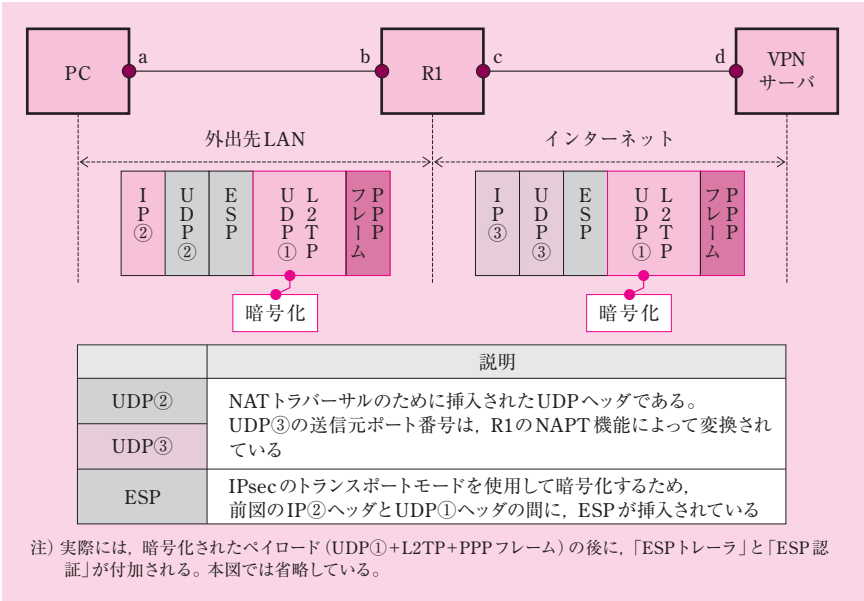 PC
a
b
R1
c
d
VPN
サーバ
外出先LAN
インターネット
IP②
UDP②
ESP
UDP① L2TP
PPPフレーム
暗号化
IP③
UDP③
ESP
UDP① L2TP
PPPフレーム
暗号化
説明
UDP②
UDP③
NATトラバーサルのために挿入されたUDPヘッダである。
UDP③の送信元ポート番号は，R1のNAPT機能によって変換され
ている
ESP
IPsecのトランスポートモードを使用して暗号化するため，
前図のIP②ヘッダとUDP①ヘッダの間に，ESPが挿入されている
注）実際には，暗号化されたペイロード（UDP①+L2TP+PPPフレーム）の後に，「ESPトレーラ」と「ESP認
証」が付加される。本図では省略している。